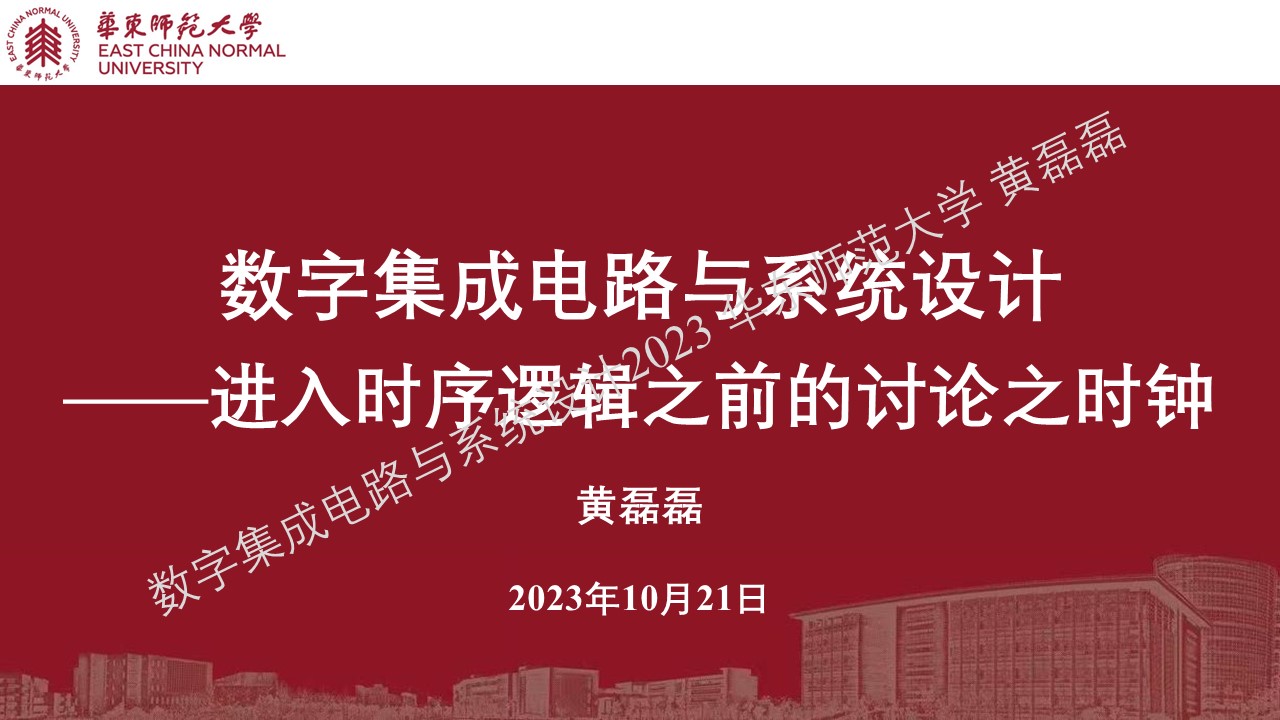 EAST CHINA NORMAL UNIVERSITY
華東師范大學
華東師范大學
EAST CHINA NORMAL
UNIVERSITY
数字集成电路与系统设计
——进入时序逻辑之前的讨论之时钟
数字集成电路与系统设计2023 华东师范大学 黄磊磊
黄磊磊
2023年10月21日